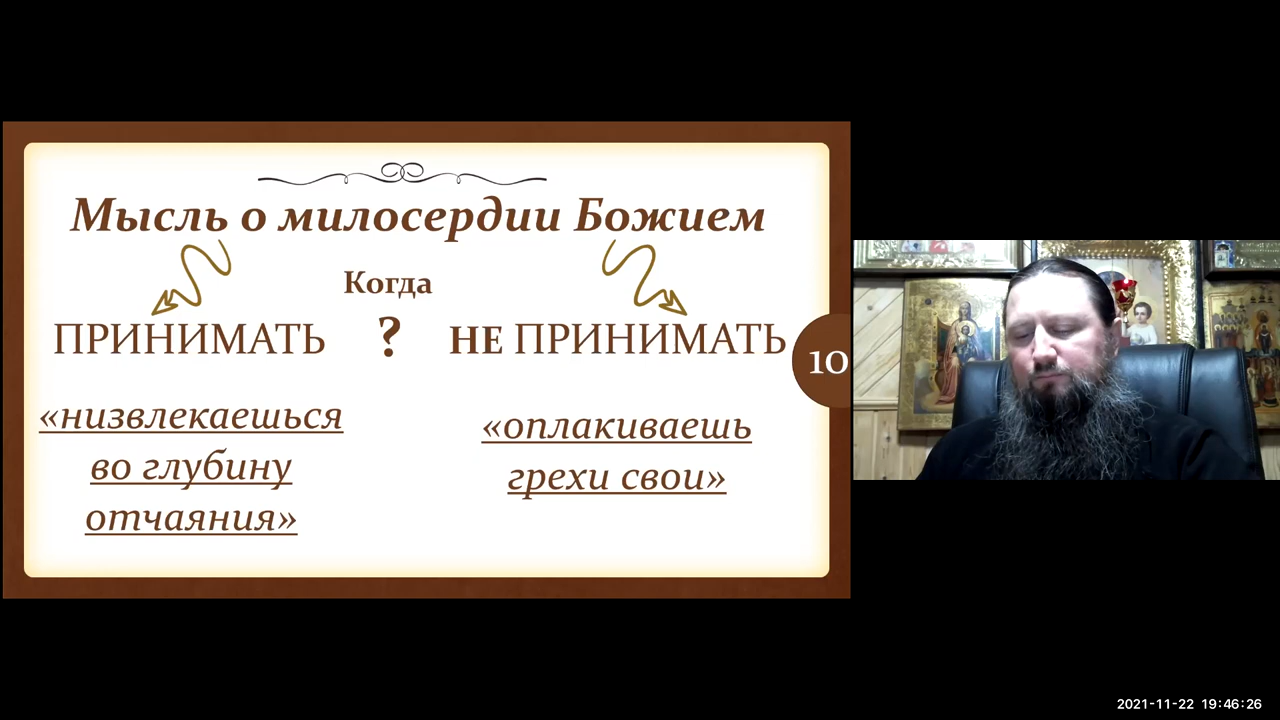 Мысль о милосердии Божием
Когда
ПРИНИМАТЬ ? НЕ ПРИНИМАТЬ
10
«низвлекаешься
во глубину
отчаяния»
«оплакиваешь
грехи свои»
2021-11-22 19:46:26